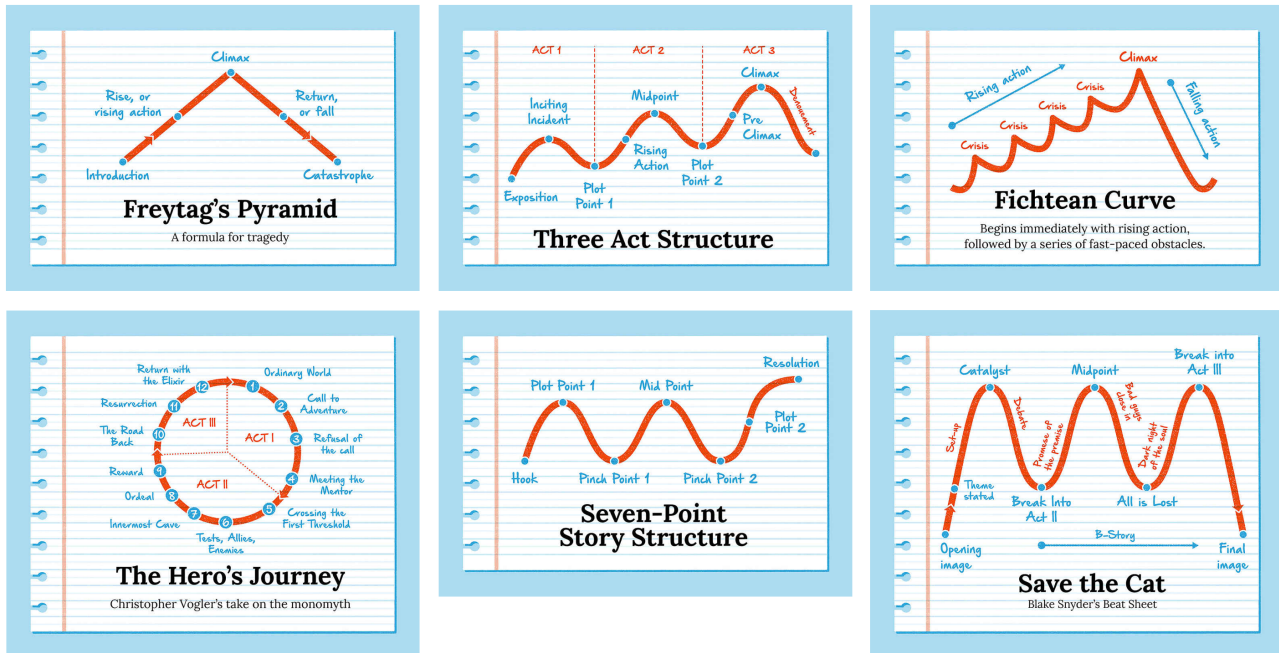 Climax
Rise, or
rising action
Return,
or fall
Introduction
Catastrophe
Freytag's Pyramid
A formula for tragedy
ACT 1
ACT 2
ACT 3
Climax
Denouement
Inciting
Incident
Midpoint
Pre
Climax
Rising
Action
Exposition
Plot
Point 1
Plot
Point 2
Three Act Structure
Climax
Rising action
Falling action
Crisis
Crisis
Crisis
Crisis
Fichtean Curve
Begins immediately with rising action,
followed by a series of fast-paced obstacles.
Return with
the Elixir
12
1
Ordinary World
Resurrection
11
2
Call to
Adventure
ACT III
ACT I
The Road
Back
10
3
Refusal of
the call
Reward
9
4
Meeting the
Mentor
ACT II
Ordeal
8
5
Crossing the
First Threshold
Innermost Cave
7
6
Tests, Allies,
Enemies
The Hero's Journey
Christopher Vogler's take on the monomyth
Resolution
Plot Point 1
Mid Point
Plot
Point 2
Hook
Pinch Point 1
Pinch Point 2
Seven-Point
Story Structure
Break into
Act III
Catalyst
Midpoint
Set-up
Debate
Promese of
the premise
Bad guys
close in
Dark night
of the soul
Theme
stated
Break Into
Act II
All is Lost
B-Story
Opening
image
Final
image
Save the Cat
Blake Snyder's Beat Sheet